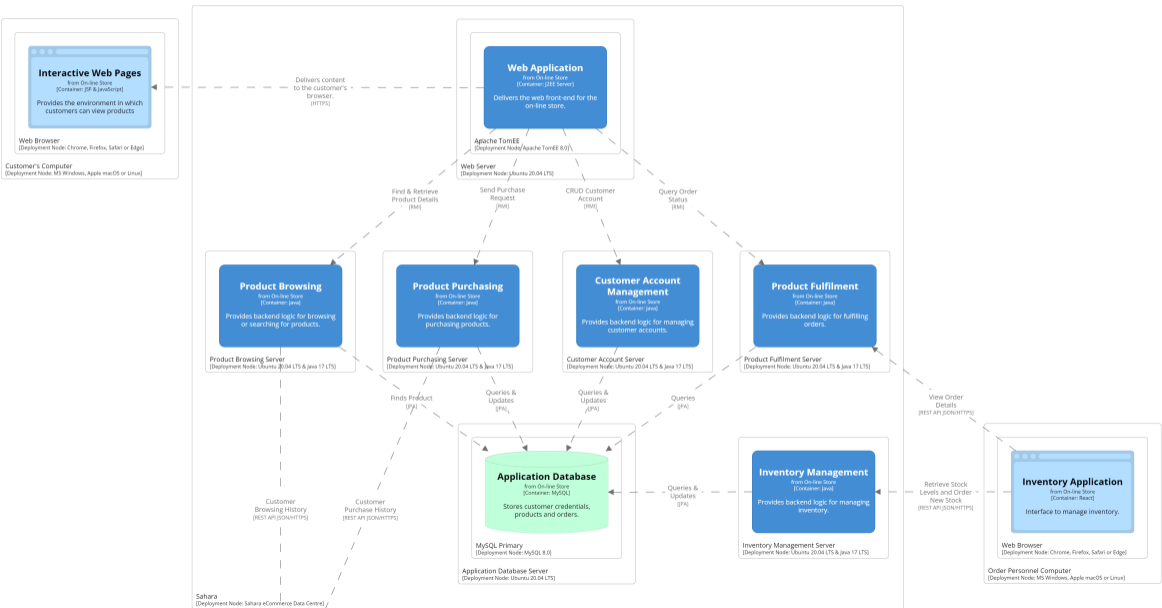 Interactive Web Pages
from On-line Store
[Container: JSF & JavaScript]
Provides the environment in which
customers can view products
Web Browser
[Deployment Node: Chrome, Firefox, Safari or Edge]
Customer's Computer
[Deployment Node: MS Windows, Apple macOS or Linux]
Delivers content
to the customer's
browser.
[HTTPS]
Web Application
from On-line Store
[Container: J2EE Server]
Delivers the web front-end for the
on-line store.
Apache TomEE
[Deployment Node: Apache TomEE 8.0]
Web Server
[Deployment Node: Ubuntu 20.04 LTS]
Find & Retrieve
Product Details
[RMI]
Send Purchase
Request
[RMI]
CRUD Customer
Account
[RMI]
Query Order
Status
[RMI]
Product Browsing
from On-line Store
[Container: Java]
Provides backend logic for browsing
or searching for products.
Product Browsing Server
[Deployment Node: Ubuntu 20.04 LTS & Java 17 LTS]
Product Purchasing
from On-line Store
[Container: Java]
Provides backend logic for
purchasing products.
Product Purchasing Server
[Deployment Node: Ubuntu 20.04 LTS & Java 17 LTS]
Customer Account
Management
from On-line Store
[Container: Java]
Provides backend logic for managing
customer accounts.
Customer Account Server
[Deployment Node: Ubuntu 20.04 LTS & Java 17 LTS]
Product Fulfilment
from On-line Store
[Container: Java]
Provides backend logic for fulfilling
orders.
Product Fulfilment Server
[Deployment Node: Ubuntu 20.04 LTS & Java 17 LTS]
Finds Product
[JPA]
Queries &
Updates
[JPA]
Queries &
Updates
[JPA]
Queries
[JPA]
View Order
Details
[REST API JSON/HTTPS]
Application Database
from On-line Store
[Container: MySQL]
Stores customer credentials,
products and orders.
MySQL Primary
[Deployment Node: MySQL 8.0]
Application Database Server
[Deployment Node: Ubuntu 20.04 LTS]
Queries &
Updates
[JPA]
Inventory Management
from On-line Store
[Container: Java]
Provides backend logic for managing
inventory.
Inventory Management Server
[Deployment Node: Ubuntu 20.04 LTS & Java 17 LTS]
Retrieve Stock
Levels and Order
New Stock
[REST API JSON/HTTPS]
Inventory Application
from On-line Store
[Container: React]
Interface to manage inventory.
Web Browser
[Deployment Node: Chrome, Firefox, Safari or Edge]
Order Personnel Computer
[Deployment Node: MS Windows, Apple macOS or Linux]
Customer
Browsing History
[REST API JSON/HTTPS]
Customer
Purchase History
[REST API JSON/HTTPS]
Sahara
[Deployment Node: Sahara eCommerce Data Centre]